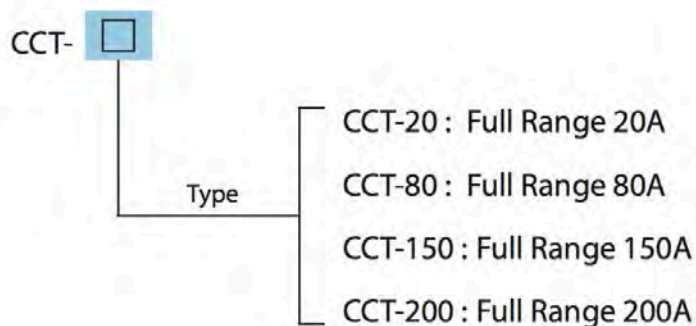 CCT- □
Type
CCT-20 : Full Range 20A
CCT-80 : Full Range 80A
CCT-150 : Full Range 150A
CCT-200 : Full Range 200A